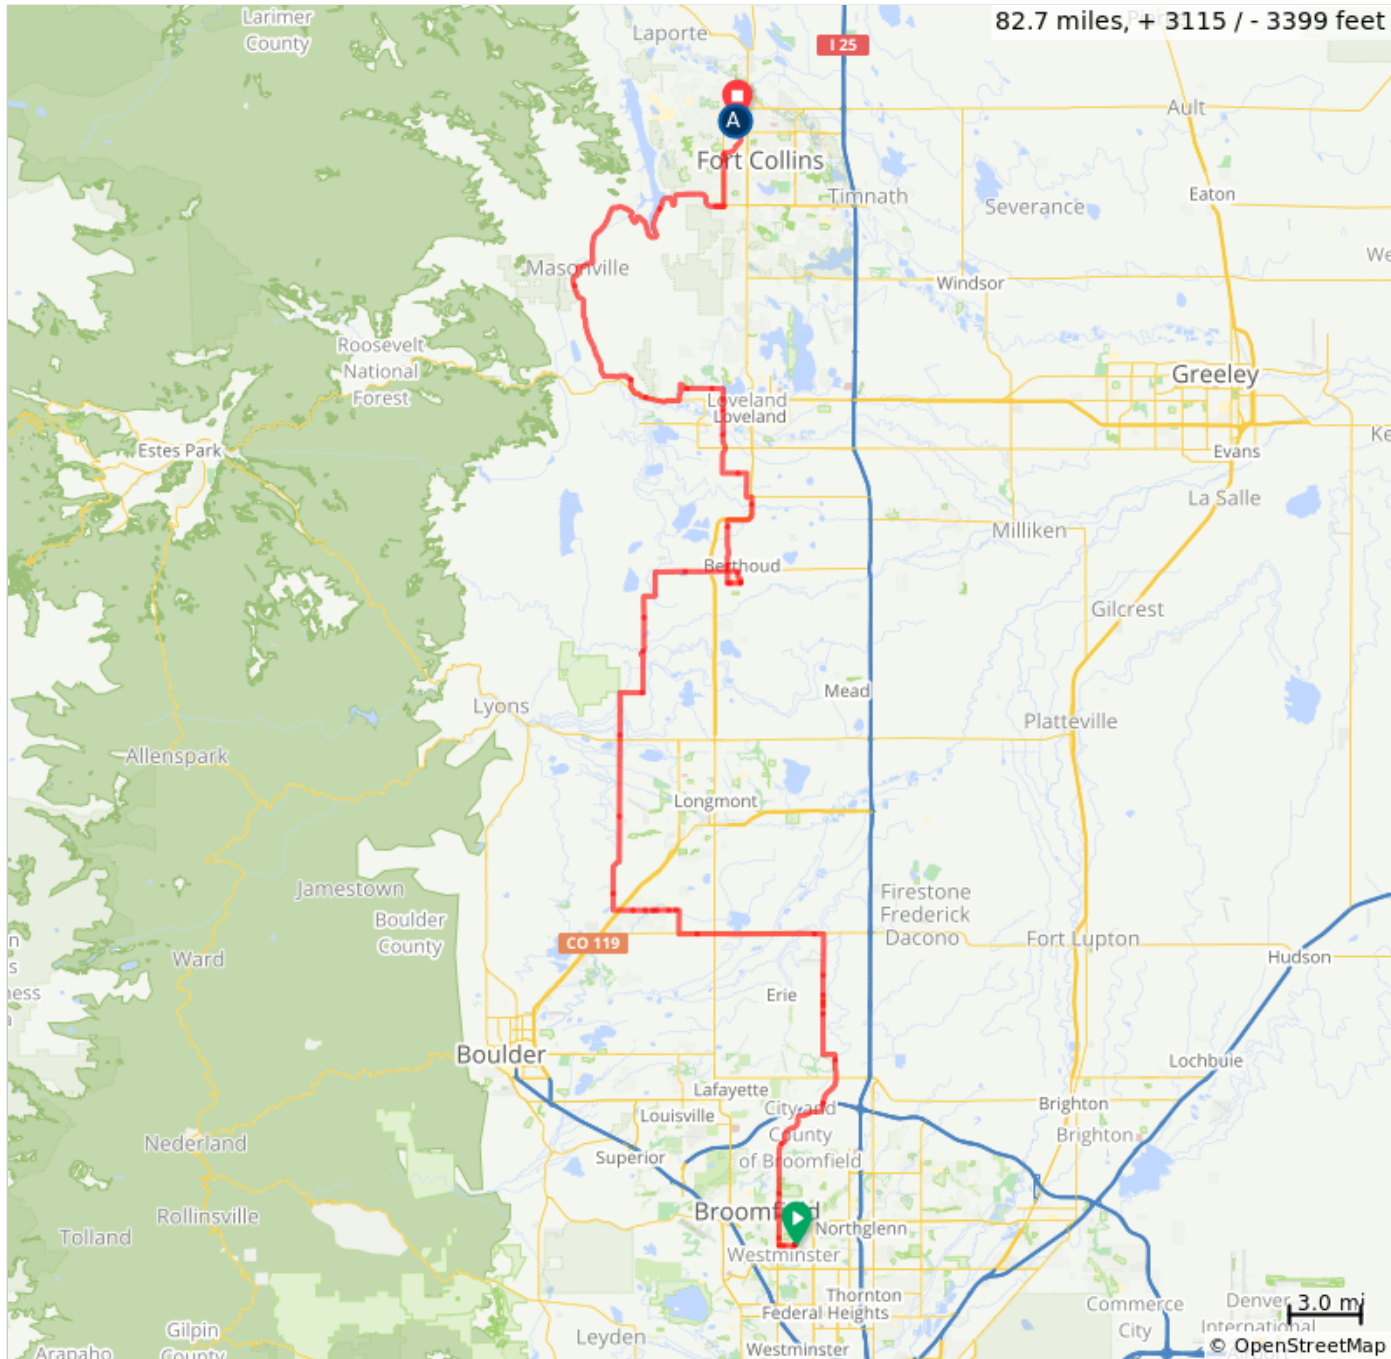 82.7 miles, + 3115 / - 3399 feet
Larimer
County
Laporte
I 25
Ault
A
Fort Collins
Timnath
Severance
Eaton
Masonville
Windsor
Roosevelt
National
Forest
Greeley
Loveland
Loveland
Estes Park
Evans
La Salle
Milliken
Berthoud
Gilcrest
Mead
Lyons
Platteville
Allenspark
Longmont
Jamestown
Boulder
County
Firestone
Frederick
Dacono
CO 119
Fort Lupton
Ward
Hudson
Erie
Boulder
Lochbuie
Lafayette
Louisville
City and
County
of Broomfield
Brighton
Brighton
Nederland
Superior
Rollinsville
Broomfield
Northglenn
Tolland
Westminster
Thornton
Federal Heights
Commerce
City
Denver
International
3.0 mi
Gilpin
County
Leyden
Westminster
Arapaho
© OpenStreetMap